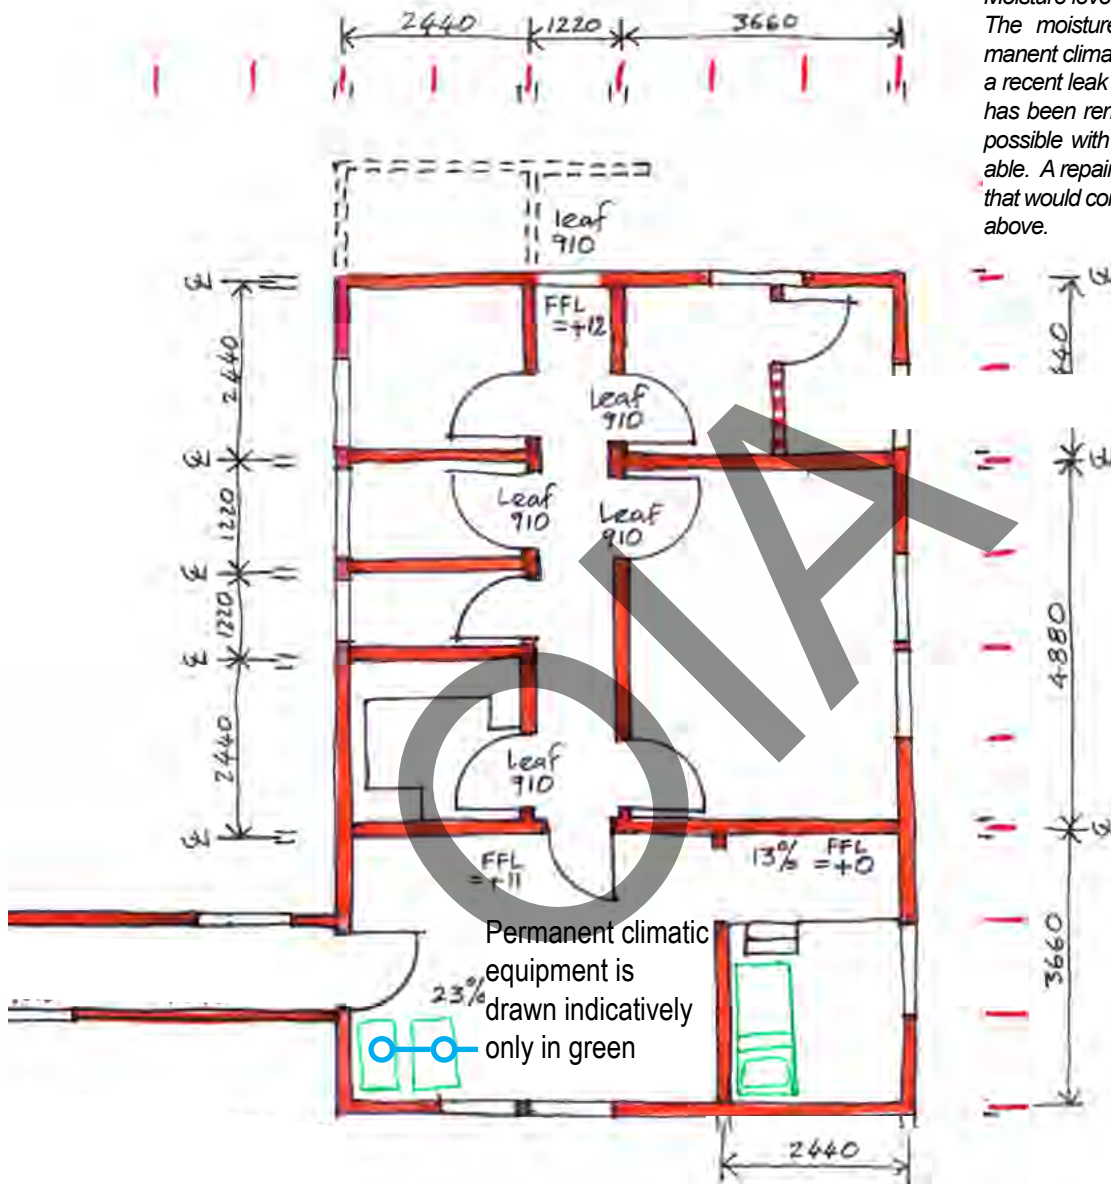 Moisture leve
The moisture
manent clima
a recent leak
has been ren
possible with
able. A repai
that would co
above.
2440
1220
3660
leaf
910
FFL
=+12
Leaf
910
Leaf
910
Leaf
910
Leaf
910
2440
1220
1220
2440
440
4880
3660
FFL
=+11
13%
FFL
=+0
23%
Permanent climatic
equipment is
drawn indicatively
only in green
2440
OIA